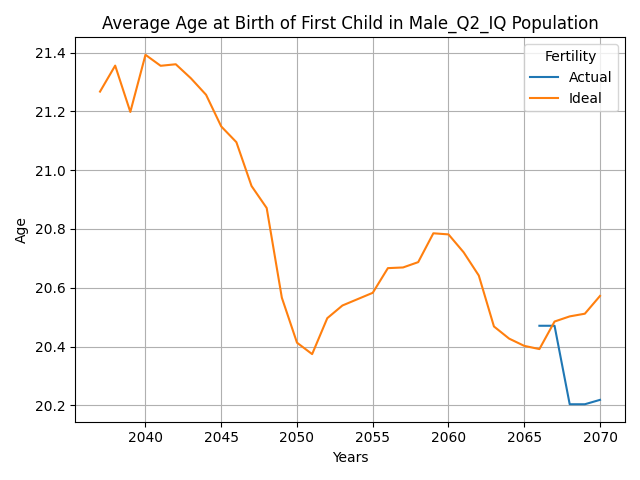 Average Age at Birth of First Child in Male_Q2_IQ Population
Fertility
Actual
Ideal
21.4
21.2
21.0
20.8
20.6
20.4
20.2
Age
2040
2045
2050
2055
2060
2065
2070
Years